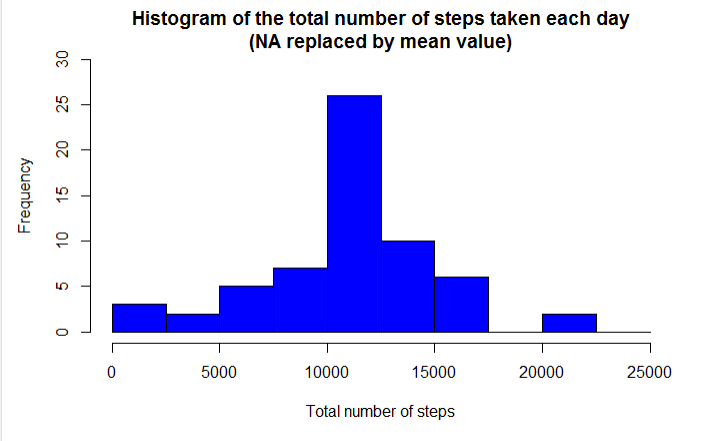 Histogram of the total number of steps taken each day
(NA replaced by mean value)
Frequency
30
25
20
15
10
5
0
0 5000 10000 15000 20000 25000
Total number of steps